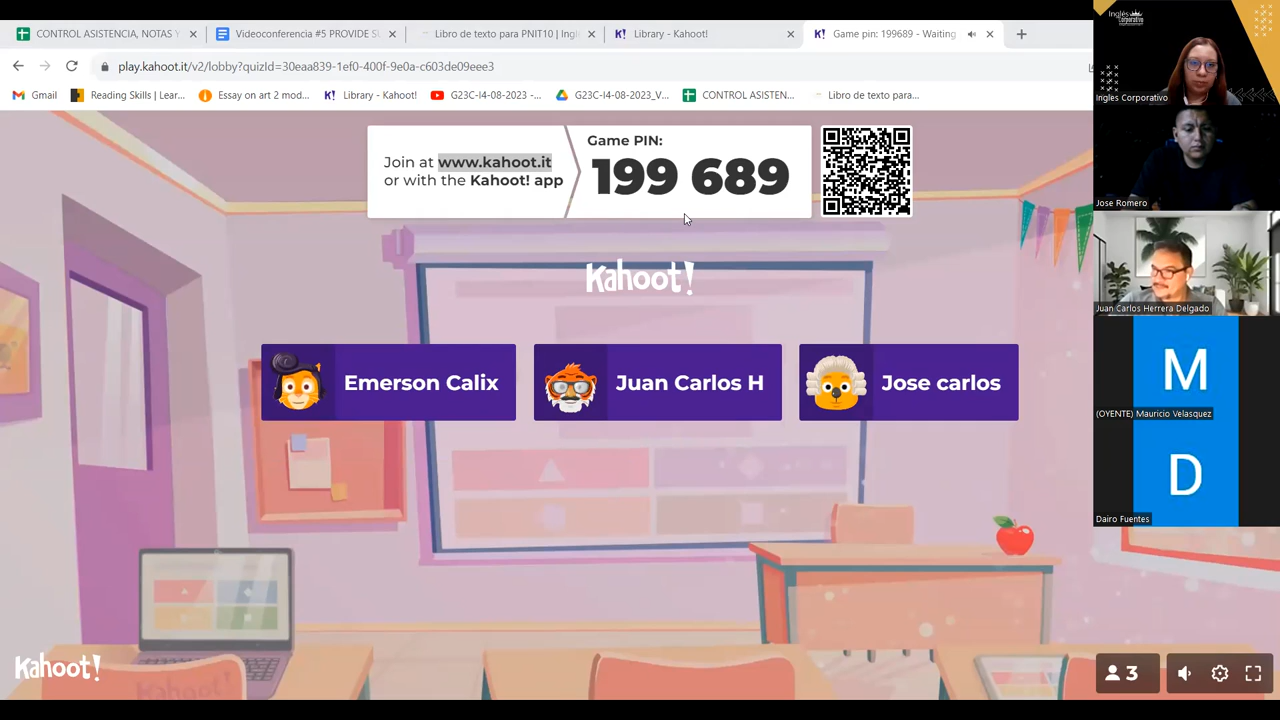 CONTROL ASISTENCIA, NOTAS Y
Videoconferencia #5 PROVIDE SU
Libro de texto para PNIT10 | Ingl
Library - Kahoot!
Game pin: 199689 - Waiting
play.kahoot.it/v2/lobby?quizId=30eaa839-1ef0-400f-9e0a-c603de09eee3
Gmail
Reading Skills | Lear...
Essay on art 2 mod...
Library - Kahoot!
G23C-I4-08-2023 -...
G23C-I4-08-2023_V...
CONTROL ASISTEN...
Libro de texto para...
Join at www.kahoot.it
or with the Kahoot! app
Game PIN:
199 689
Kahoot!
Emerson Calix
Juan Carlos H
Jose carlos
Kahoot!
3
Inglés
Corporativo
Ingles Corporativo
Jose Romero
Juan Carlos Herrera Delgado
M
(OYENTE) Mauricio Velasquez
D
Dairo Fuentes